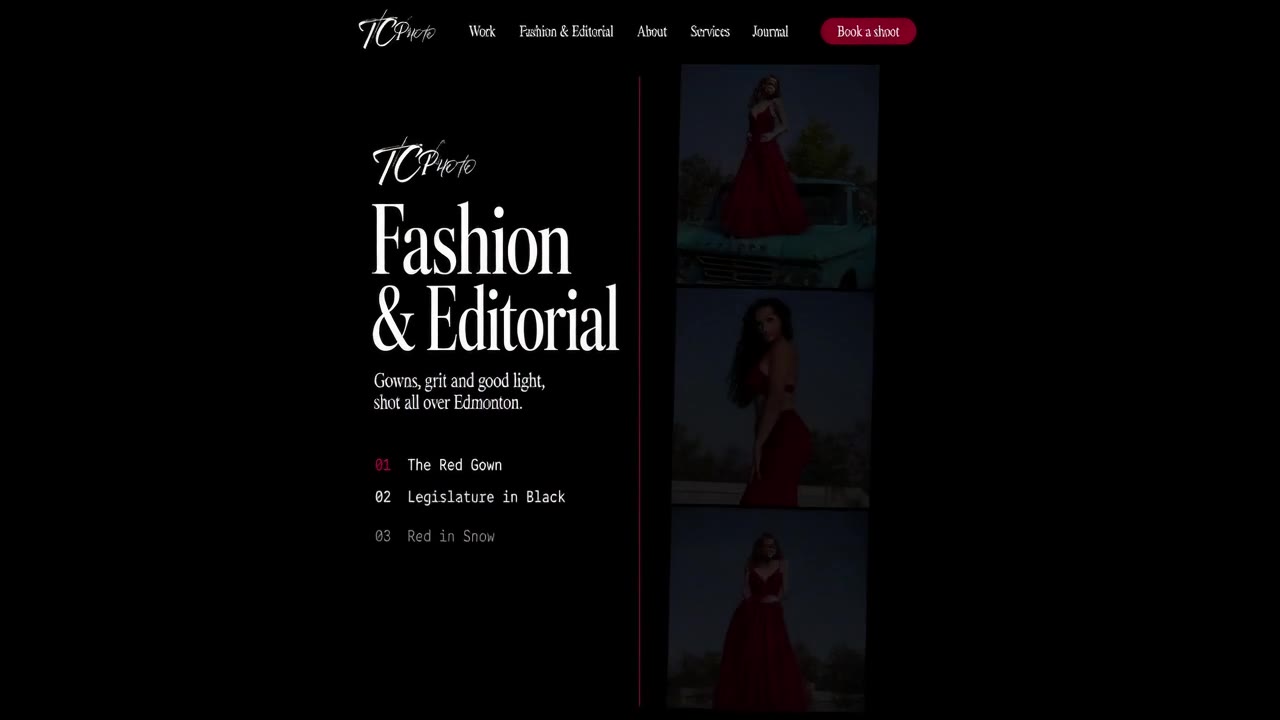 TCPhoto
Work
Fashion & Editorial
About
Services
Journal
Book a shoot
TCPhoto
Fashion
& Editorial
Gowns, grit and good light,
shot all over Edmonton.
01 The Red Gown
02 Legislature in Black
03 Red in Snow